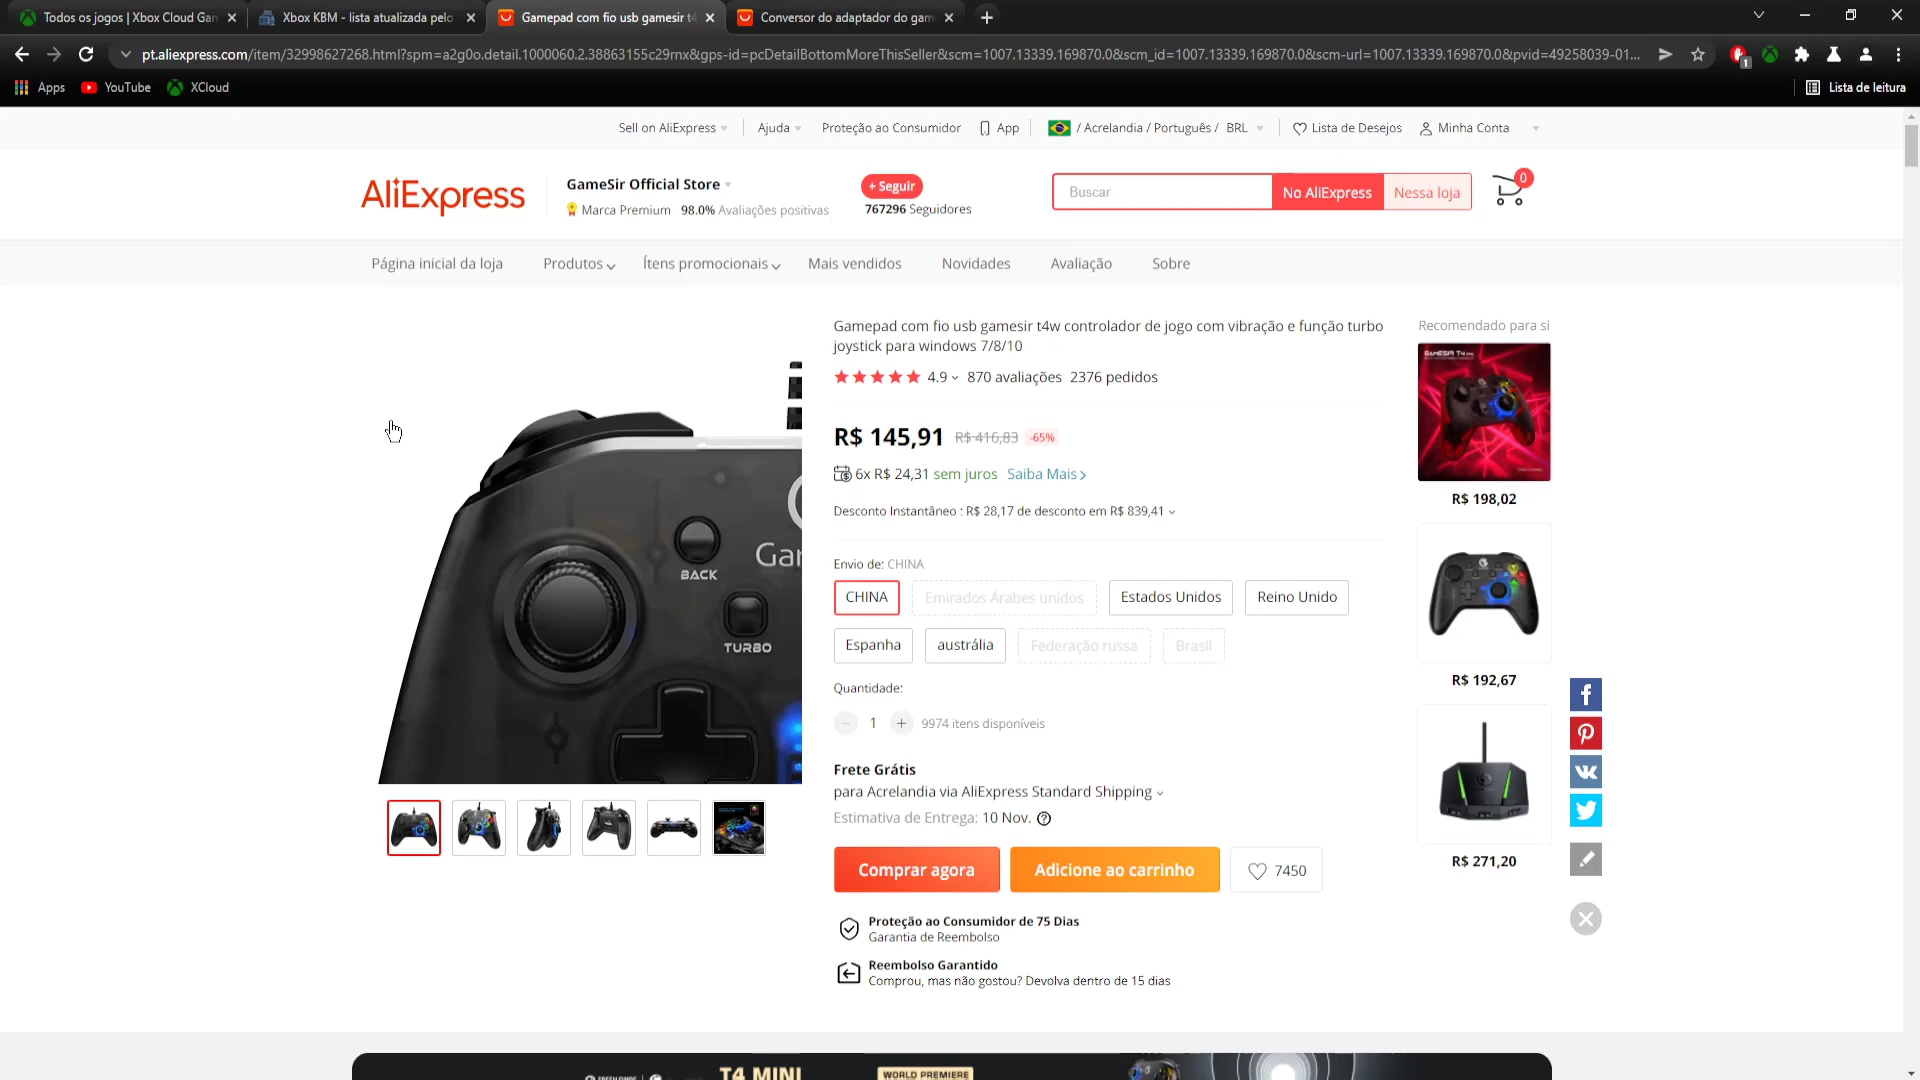 Todos os jogos | Xbox Cloud Gam
Xbox KBM - lista atualizada pelo
Gamepad com fio usb gamesir t4
Conversor do adaptador do gam
pt.aliexpress.com/item/32998627268.html?spm=a2g0o.detail.1000060.2.38863155c29rnx&gps-id=pcDetailBottomMoreThisSeller&scm=1007.13339.169870.0&scm_id=1007.13339.169870.0&scm-url=1007.13339.169870.0&pvid=49258039-01...
1
Apps
YouTube
XCloud
Lista de leitura
Sell on AliExpress
Ajuda
Proteção ao Consumidor
App
/ Acrelandia / Português / BRL
Lista de Desejos
Minha Conta
AliExpress
GameSir Official Store
Marca Premium 98.0% Avaliações positivas
+ Seguir
767296 Seguidores
Buscar
No AliExpress
Nessa loja
0
Página inicial da loja
Produtos
Ítens promocionais
Mais vendidos
Novidades
Avaliação
Sobre
Gamepad com fio usb gamesir t4w controlador de jogo com vibração e função turbo
joystick para windows 7/8/10
4.9
870 avaliações
2376 pedidos
R$ 145,91
R$ 416,83
-65%
6x R$ 24,31 sem juros Saiba Mais
Desconto Instantâneo : R$ 28,17 de desconto em R$ 839,41
Envio de: CHINA
CHINA
Emirados Árabes unidos
Estados Unidos
Reino Unido
Espanha
austrália
Federação russa
Brasil
Quantidade:
1
9974 itens disponíveis
Frete Grátis
para Acrelandia via AliExpress Standard Shipping
Estimativa de Entrega: 10 Nov.
Comprar agora
Adicione ao carrinho
7450
Proteção ao Consumidor de 75 Dias
Garantia de Reembolso
Reembolso Garantido
Comprou, mas não gostou? Devolva dentro de 15 dias
Gar
BACK
TURBO
Recomendado para si
GAMESIR T4
R$ 198,02
R$ 192,67
R$ 271,20
T4 MINI
WORLD PREMIERE